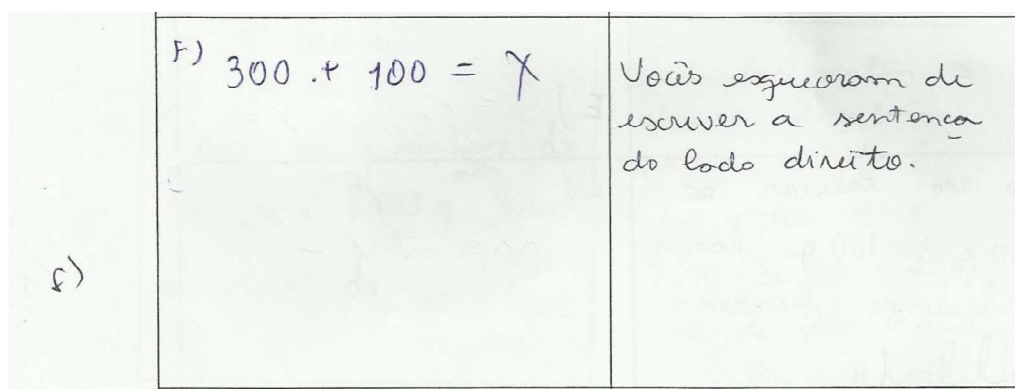 F) 300 + 100 = X
Vocês esqueceram de
escrever a sentença
do lado direito.
f)